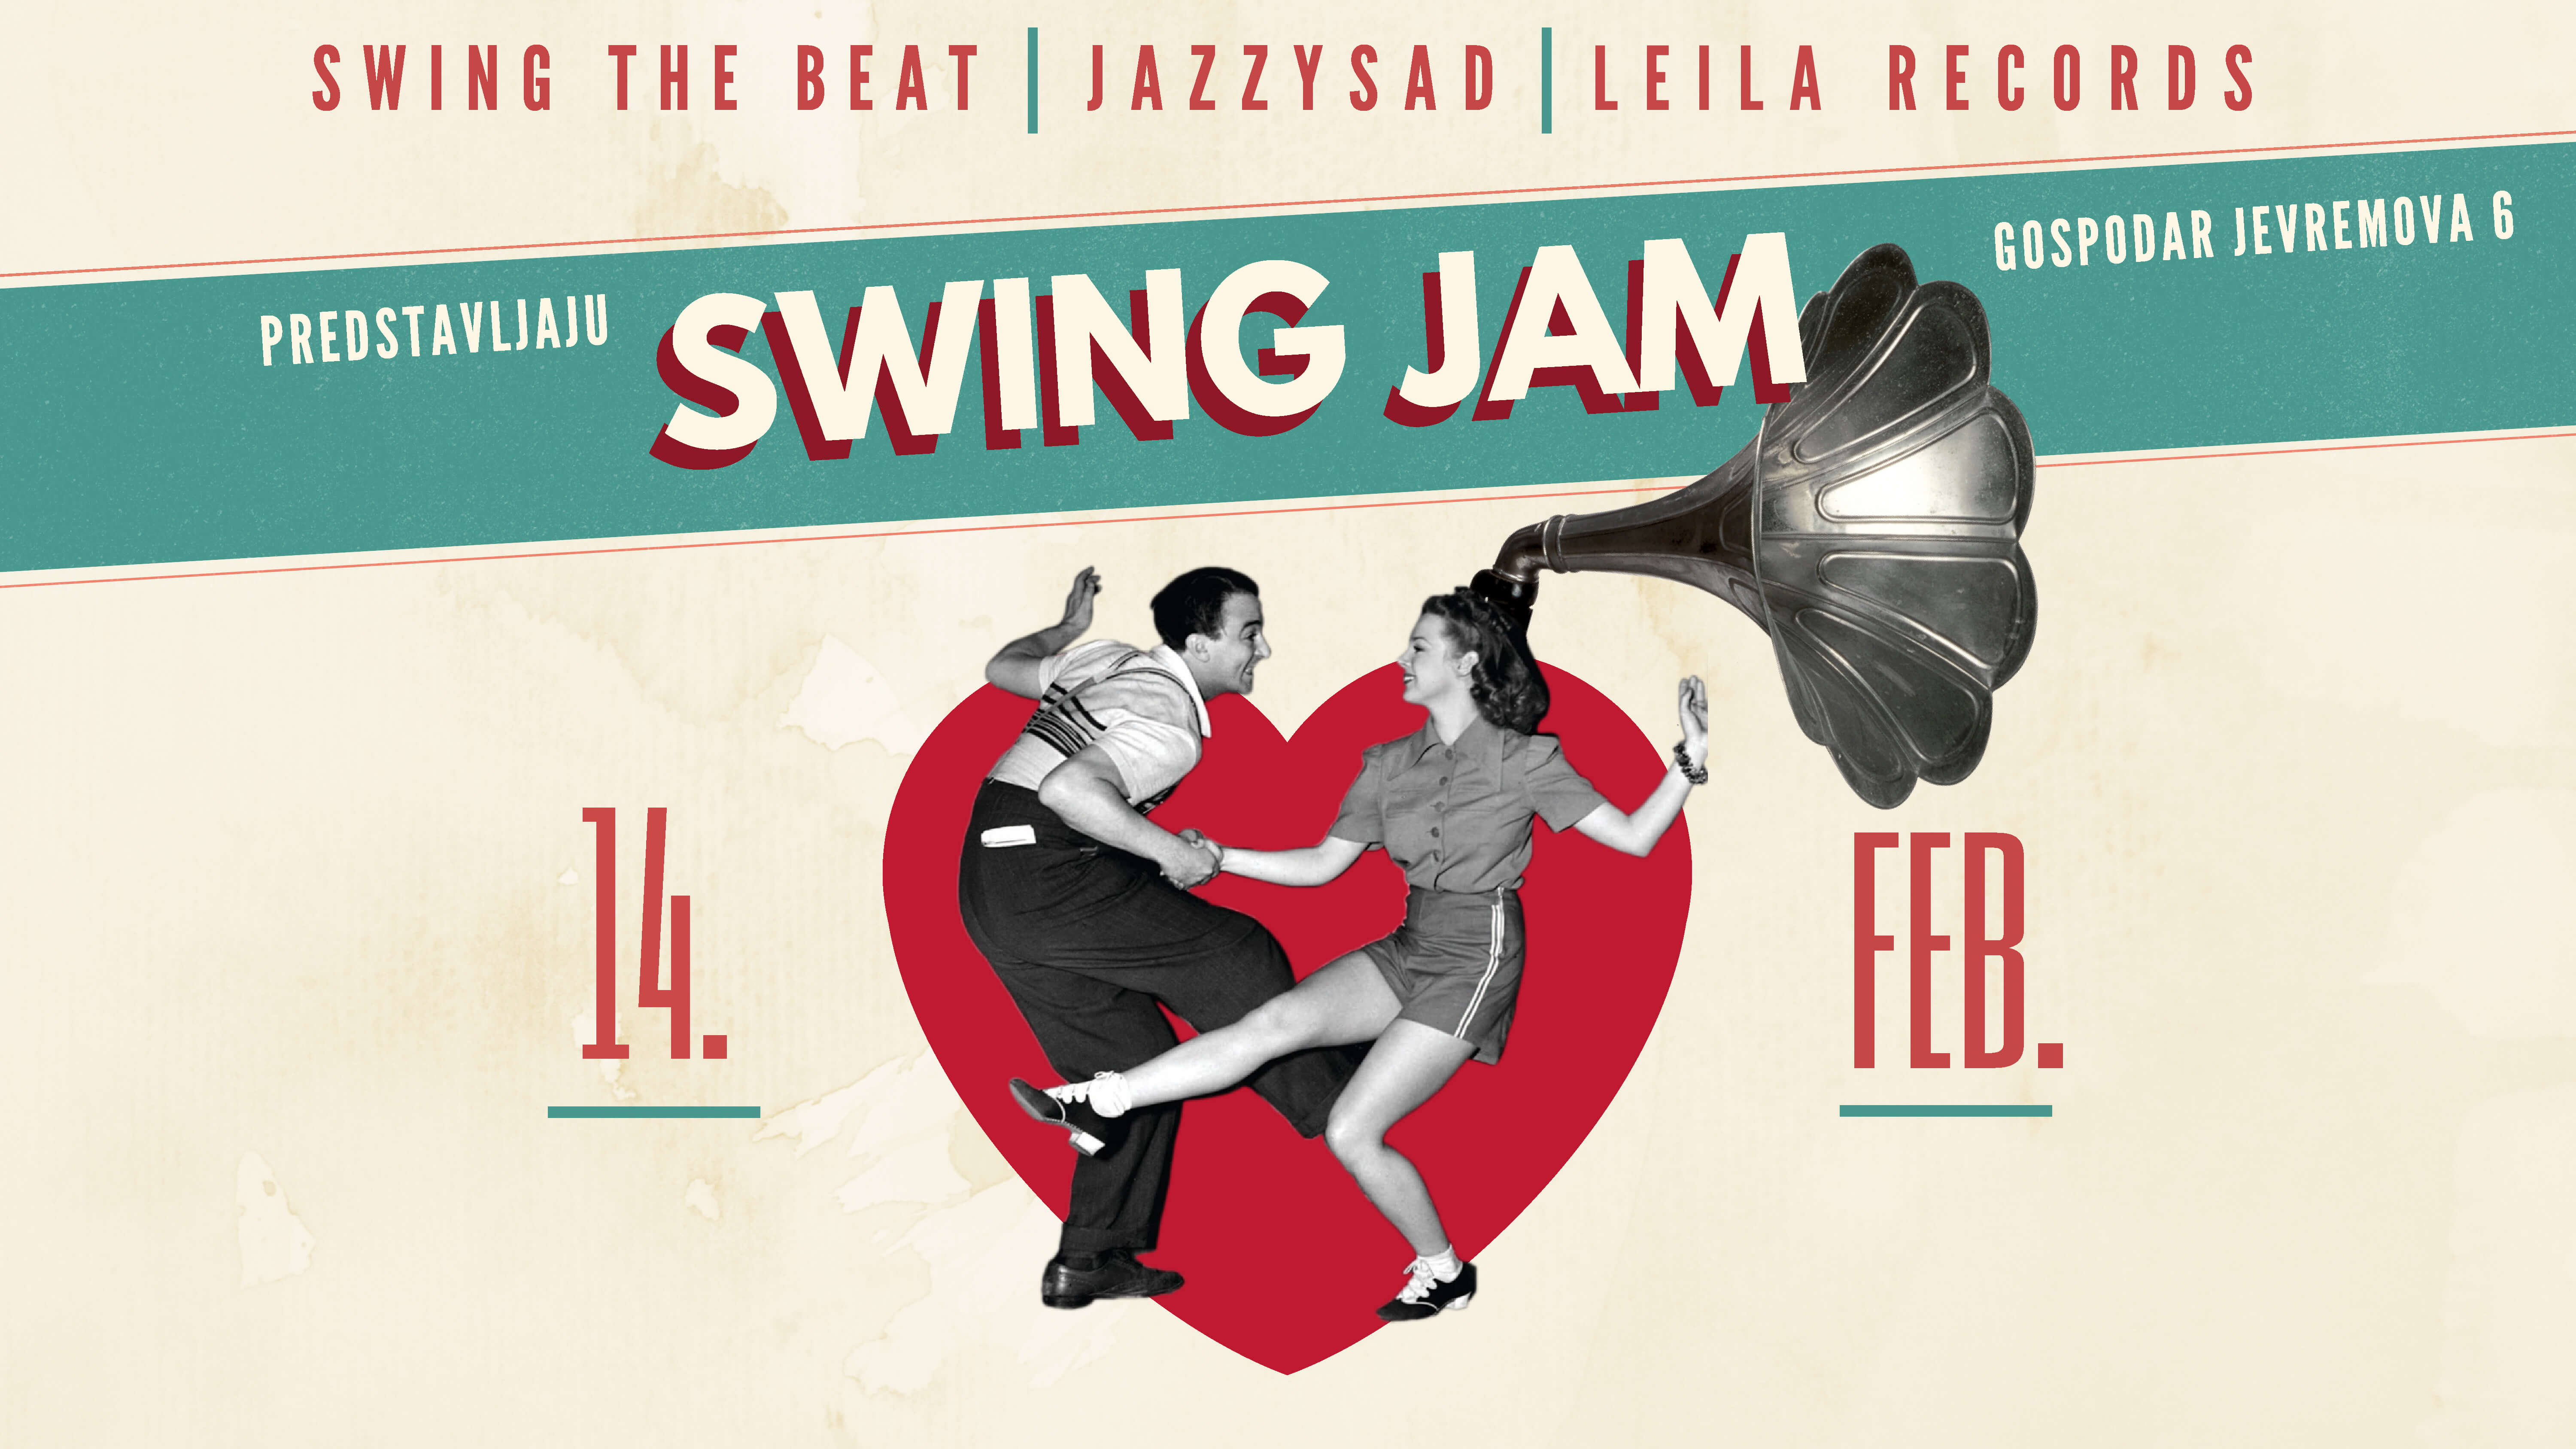 SWING THE BEAT | JAZZYSAD | LEILA RECORDS
PREDSTAVLJAJU
SWING JAM
GOSPODAR JEVREMOVA 6
14.
FEB.